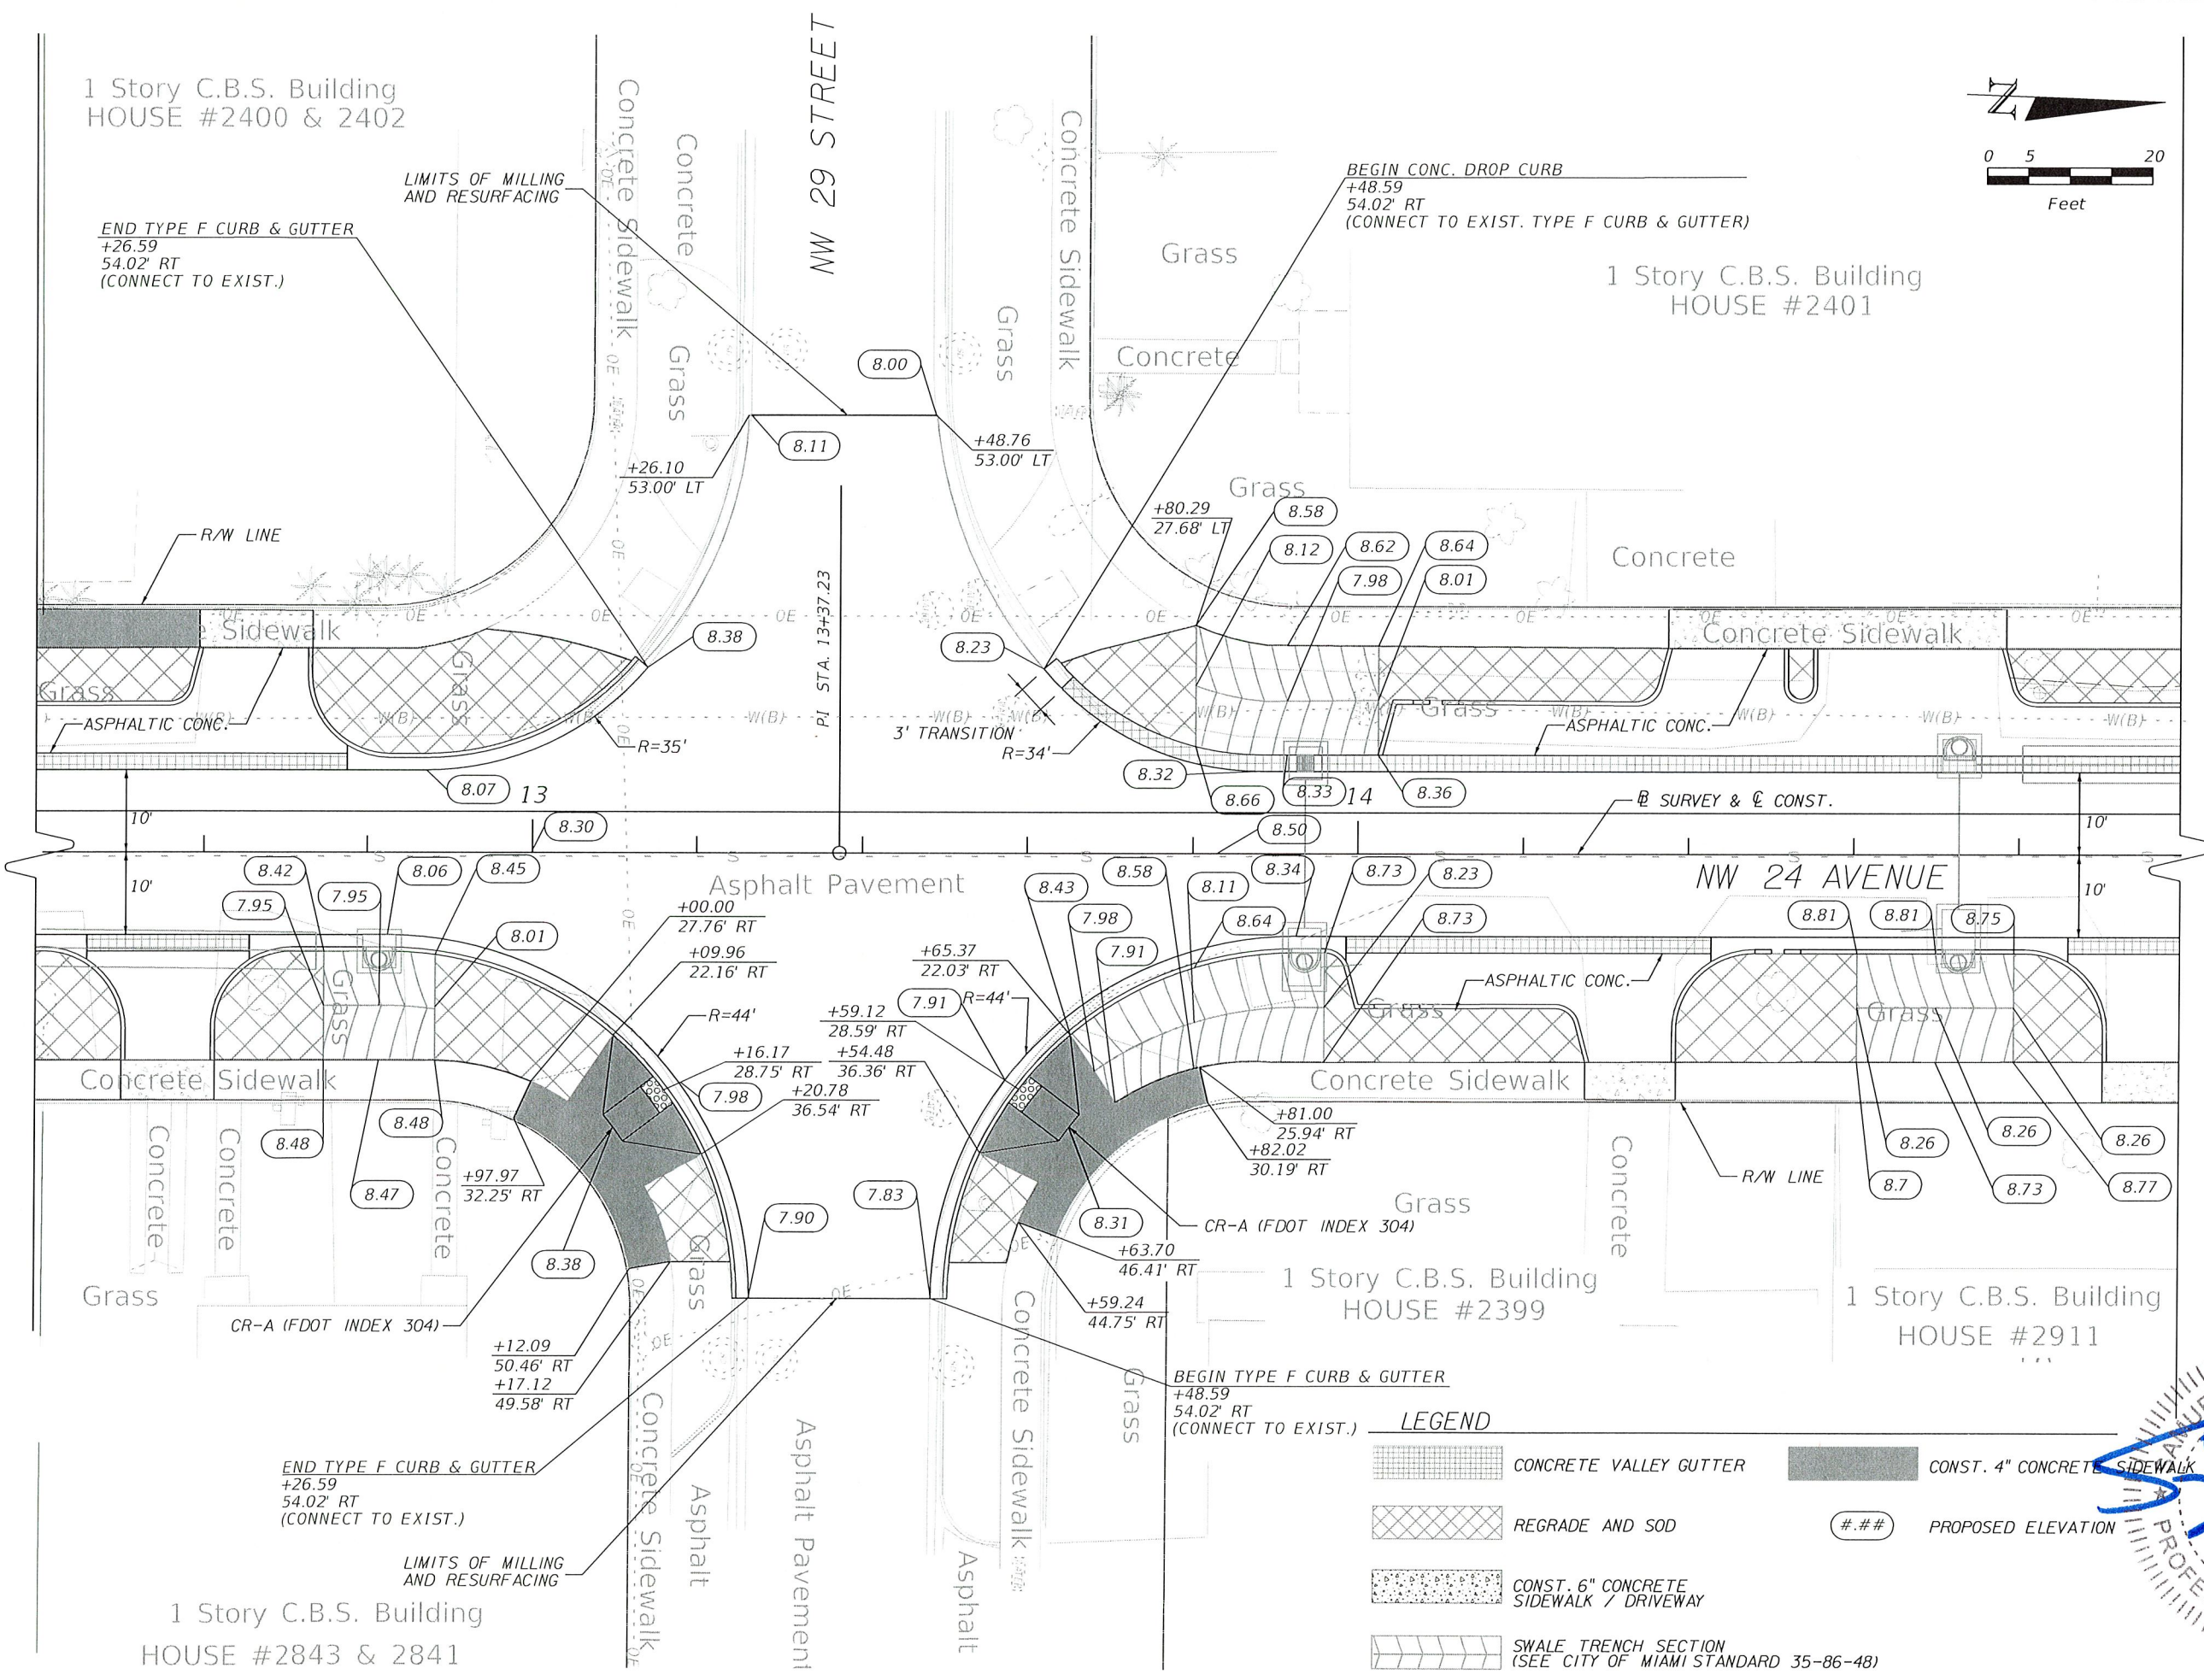 1 Story C.B.S. Building
HOUSE #2400 & 2402
NW 29 STREET
Concrete Sidewalk
Concrete
Grass
Concrete Sidewalk
Grass
N
0 5 20
Feet
LIMITS OF MILLING
AND RESURFACING
END TYPE F CURB & GUTTER
+26.59
54.02' RT
(CONNECT TO EXIST.)
BEGIN CONC. DROP CURB
+48.59
54.02' RT
(CONNECT TO EXIST. TYPE F CURB & GUTTER)
Grass
1 Story C.B.S. Building
HOUSE #2401
Concrete
8.00
8.11
+26.10
53.00' LT
+48.76
53.00' LT
Grass
+80.29
27.68' LT
8.58
8.12
8.62
8.64
7.98
8.01
Concrete
R/W LINE
P.I STA. 13+37.23
OE OE OE OE OE OE OE OE OE OE
Sidewalk
Concrete Sidewalk
8.38
8.23
Grass
Grass
Grass
ASPHALTIC CONC.
W(B) W(B) W(B) W(B) W(B) W(B) W(B) W(B) W(B) W(B) W(B)
ASPHALTIC CONC.
3' TRANSITION
R=35'
R=34'
8.07
13
8.32
8.66
8.33
14
8.36
10'
8.30
8.50
B SURVEY & C CONST.
10'
10'
8.42
7.95
7.95
8.06
8.45
Asphalt Pavement
8.43
8.58
8.34
8.11
8.73
8.23
NW 24 AVENUE
10'
8.01
+00.00
27.76' RT
+09.96
22.16' RT
7.98
8.64
8.73
8.81
8.81
8.75
7.91
+65.37
22.03' RT
ASPHALTIC CONC.
Grass
R=44'
7.91
R=44'
+59.12
28.59' RT
Grass
Grass
+16.17
28.75' RT
+54.48
36.36' RT
Concrete Sidewalk
Concrete Sidewalk
7.98
+20.78
36.54' RT
+81.00
25.94' RT
+82.02
30.19' RT
8.48
8.48
8.47
+97.97
32.25' RT
Concrete
Concrete
Concrete
7.90
7.83
8.31
8.38
CR-A (FDOT INDEX 304)
Grass
Concrete
R/W LINE
8.26
8.26
8.26
8.7
8.73
8.77
+63.70
46.41' RT
+59.24
44.75' RT
Grass
Grass
CR-A (FDOT INDEX 304)
1 Story C.B.S. Building
HOUSE #2399
1 Story C.B.S. Building
HOUSE #2911
OE
OE
OE
+12.09
50.46' RT
+17.12
49.58' RT
Concrete Sidewalk
Grass
BEGIN TYPE F CURB & GUTTER
+48.59
54.02' RT
(CONNECT TO EXIST.)
END TYPE F CURB & GUTTER
+26.59
54.02' RT
(CONNECT TO EXIST.)
LIMITS OF MILLING
AND RESURFACING
Concrete Sidewalk
Asphalt
Asphalt Pavement
Asphalt
1 Story C.B.S. Building
HOUSE #2843 & 2841
LEGEND
CONCRETE VALLEY GUTTER
CONST. 4" CONCRETE SIDEWALK
REGRADE AND SOD
#.## PROPOSED ELEVATION
CONST. 6" CONCRETE
SIDEWALK / DRIVEWAY
SWALE TRENCH SECTION
(SEE CITY OF MIAMI STANDARD 35-86-48)